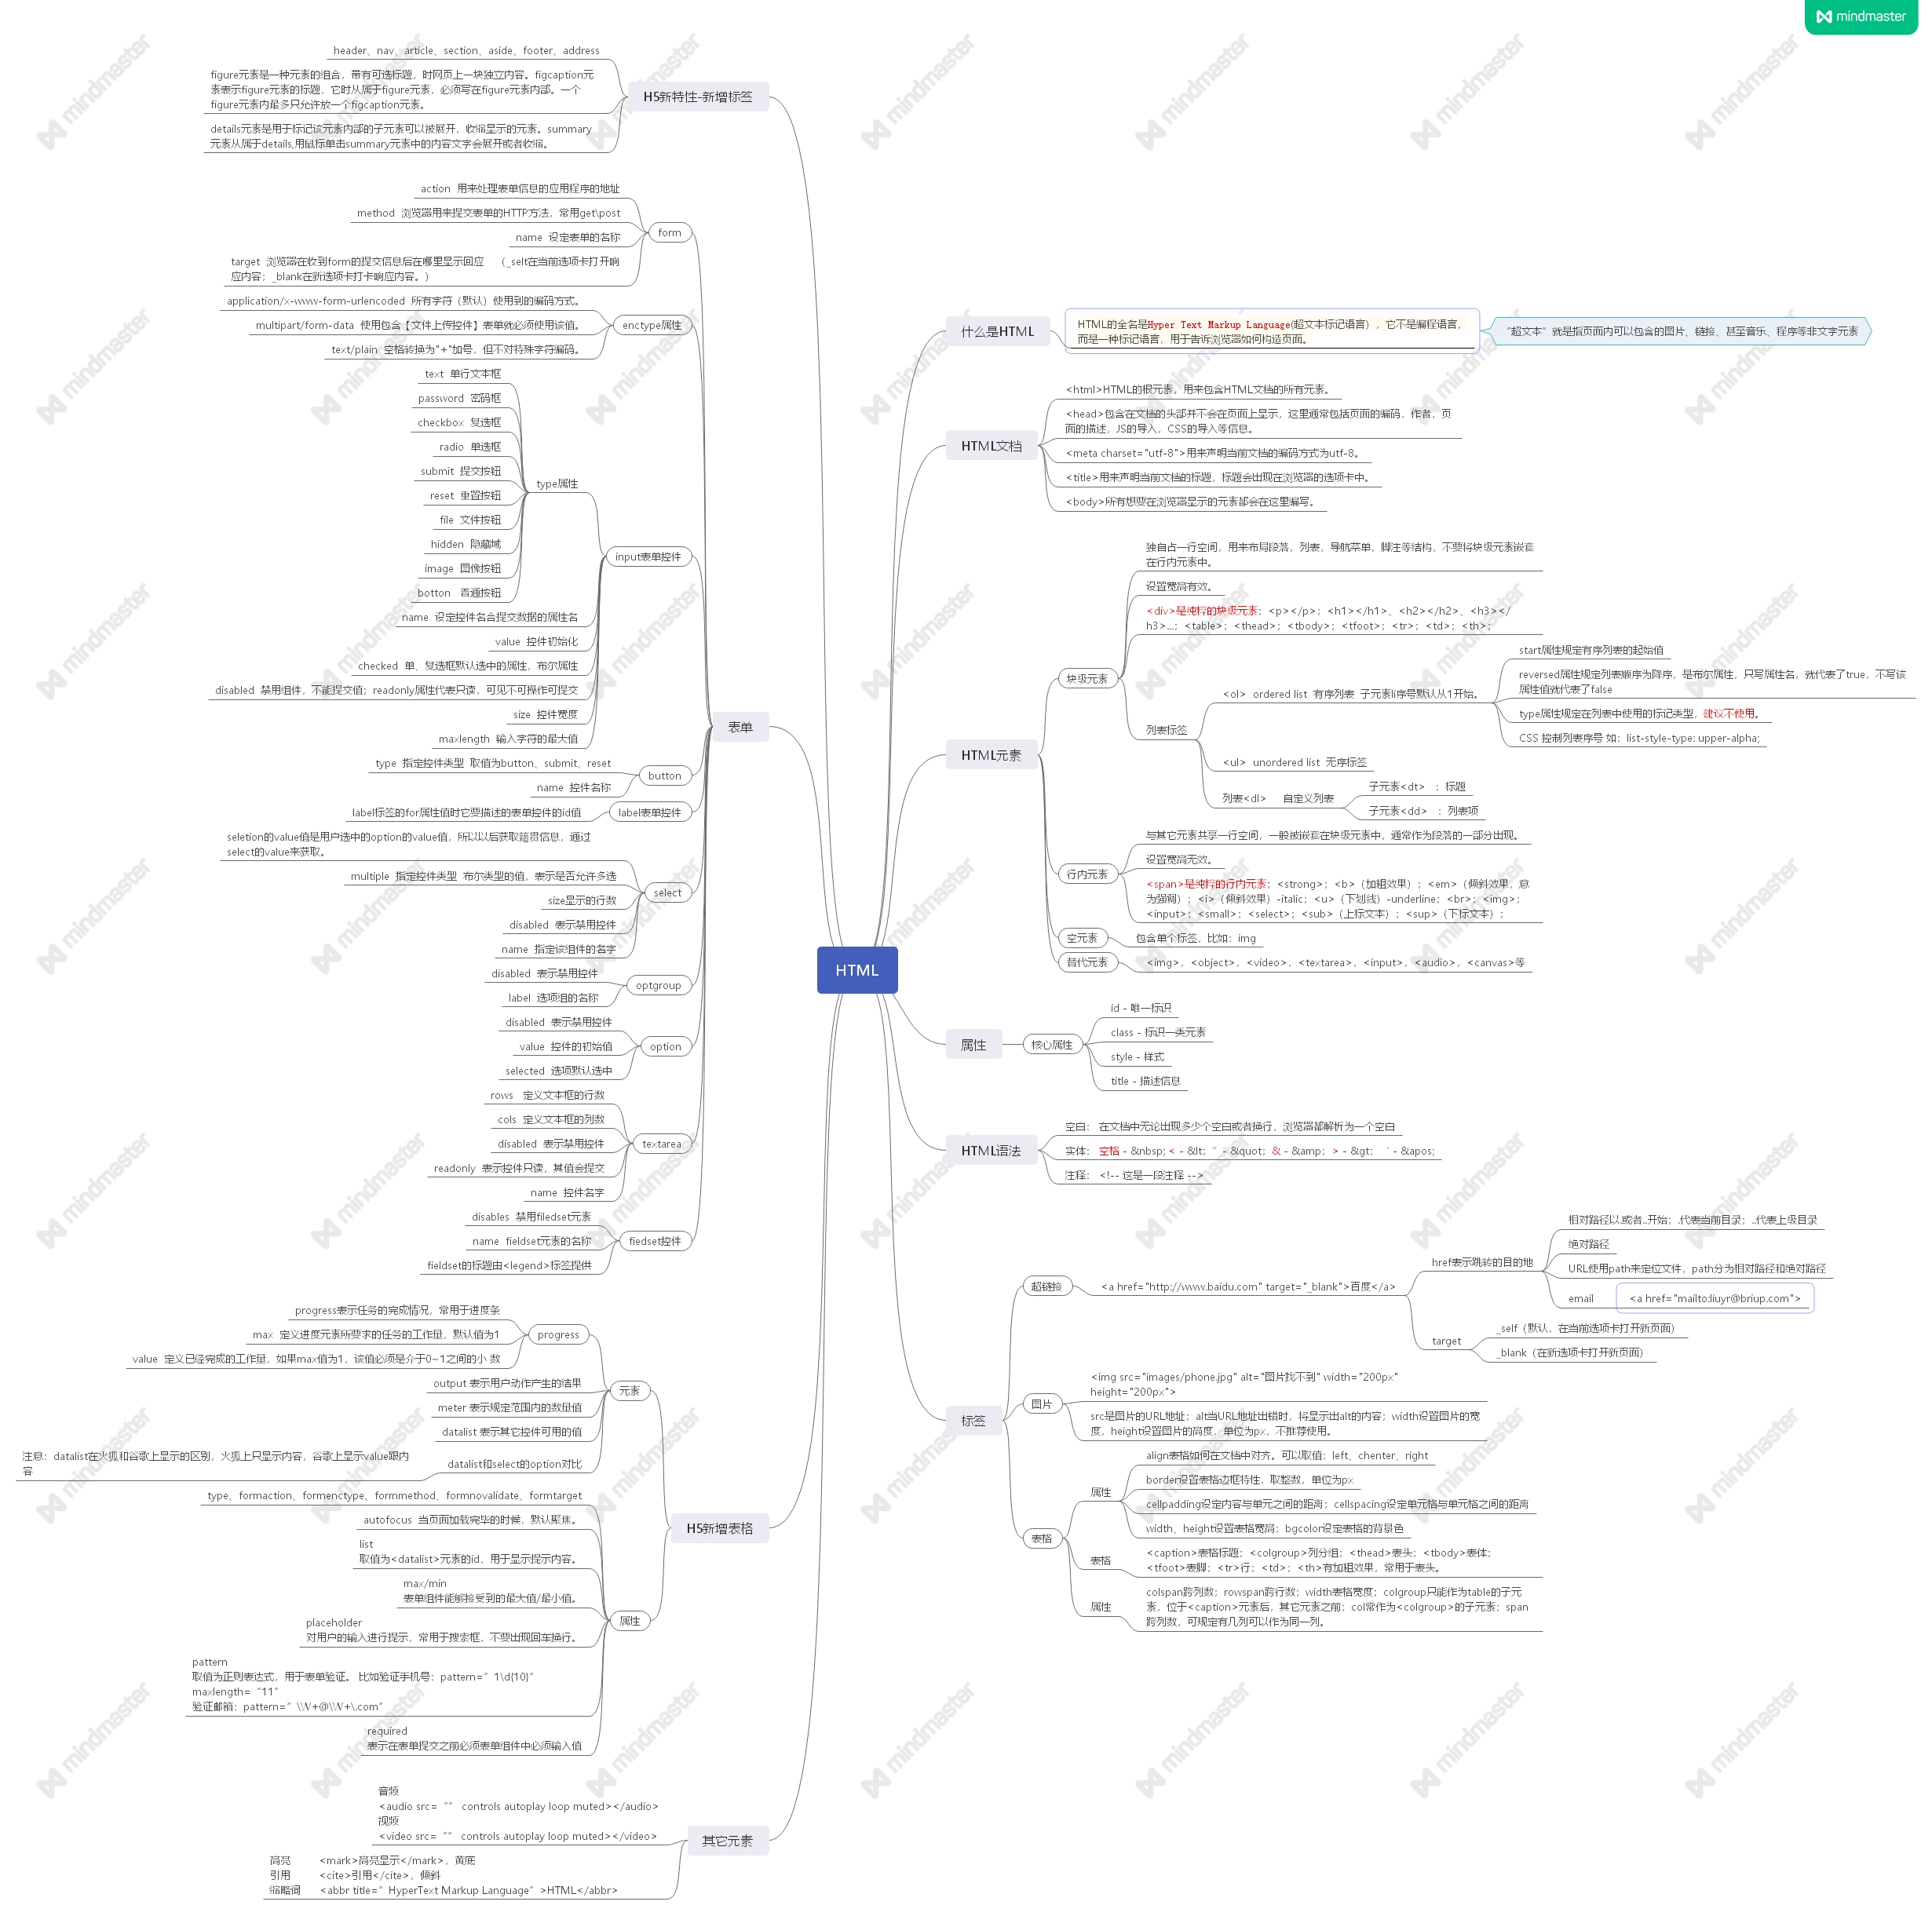 mindmaster
HTML
什么是HTML
HTML的全名是Hyper Text Markup Language(超文本标记语言），它不是编程语言，
而是一种标记语言，用于告诉浏览器如何构造页面。
“超文本”就是指页面内可以包含的图片、链接、甚至音乐、程序等非文字元素
HTML文档
<html>HTML的根元素，用来包含HTML文档的所有元素。
<head>包含在文档的头部并不会在页面上显示，这里通常包括页面的编码，作者，页
面的描述，JS的导入，CSS的导入等信息。
<meta charset="utf-8">用来声明当前文档的编码方式为utf-8。
<title>用来声明当前文档的标题，标题会出现在浏览器的选项卡中。
<body>所有想要在浏览器显示的元素都会在这里编写。
HTML元素
块级元素
独自占一行空间，用来布局段落，列表，导航菜单，脚注等结构，不要将块级元素嵌套
在行内元素中。
设置宽高有效。
<div>是纯粹的块级元素；<p></p>；<h1></h1>、<h2></h2>、<h3></
h3>...；<table>；<thead>；<tbody>；<tfoot>；<tr>；<td>；<th>；
列表标签
<ol> ordered list 有序列表 子元素li序号默认从1开始。
start属性规定有序列表的起始值
reversed属性规定列表顺序为降序，是布尔属性，只写属性名，就代表了true，不写该
属性值就代表了false
type属性规定在列表中使用的标记类型，建议不使用。
CSS 控制列表序号 如：list-style-type: upper-alpha;
<ul> unordered list 无序标签
列表<dl> 自定义列表
子元素<dt> ：标题
子元素<dd> ：列表项
行内元素
与其它元素共享一行空间，一般被嵌套在块级元素中，通常作为段落的一部分出现。
设置宽高无效。
<span>是纯粹的行内元素；<strong>；<b>（加粗效果）；<em>（倾斜效果，意
为强调）；<i>（倾斜效果）-italic；<u>（下划线）-underline；<br>；<img>；
<input>；<small>；<select>；<sub>（上标文本）；<sup>（下标文本）；
空元素
包含单个标签，比如：img
替代元素
<img>，<object>，<video>，<textarea>，<input>，<audio>，<canvas>等
属性
核心属性
id - 唯一标识
class - 标识一类元素
style - 样式
title - 描述信息
HTML语法
空白： 在文档中无论出现多少个空白或者换行，浏览器都解析为一个空白
实体： 空格 - &nbsp; < - &lt; ” - &quot; & - &amp; > - &gt; ‘ - &apos;
注释： <!-- 这是一段注释 -->
标签
超链接
<a href="http://www.baidu.com" target="_blank">百度</a>
href表示跳转的目的地
相对路径以.或者..开始；.代表当前目录；..代表上级目录
绝对路径
URL使用path来定位文件，path分为相对路径和绝对路径
email
<a href="mailto:liuyr@briup.com">
target
_self（默认，在当前选项卡打开新页面）
_blank（在新选项卡打开新页面）
图片
<img src="images/phone.jpg" alt="图片找不到" width="200px"
height="200px">
src是图片的URL地址；alt当URL地址出错时，将显示出alt的内容；width设置图片的宽
度，height设置图片的高度，单位为px，不推荐使用。
表格
属性
align表格如何在文档中对齐。可以取值：left、chenter、right
border设置表格边框特性，取整数，单位为px
cellpadding设定内容与单元之间的距离；cellspacing设定单元格与单元格之间的距离
width、height设置表格宽高；bgcolor设定表格的背景色
表格
<caption>表格标题；<colgroup>列分组；<thead>表头；<tbody>表体；
<tfoot>表脚；<tr>行；<td>；<th>有加粗效果，常用于表头。
属性
colspan跨列数；rowspan跨行数；width表格宽度；colgroup只能作为table的子元
素，位于<caption>元素后，其它元素之前；col常作为<colgroup>的子元素；span
跨列数，可规定有几列可以作为同一列。
H5新特性-新增标签
header、nav、article、section、aside、footer、address
figure元素是一种元素的组合，带有可选标题，时网页上一块独立内容。figcaption元
素表示figure元素的标题，它时从属于figure元素，必须写在figure元素内部。一个
figure元素内最多只允许放一个figcaption元素。
details元素是用于标记该元素内部的子元素可以被展开，收缩显示的元素。summary
元素从属于details,用鼠标单击summary元素中的内容文字会展开或者收缩。
表单
form
action 用来处理表单信息的应用程序的地址
method 浏览器用来提交表单的HTTP方法，常用get\post
name 设定表单的名称
target 浏览器在收到form的提交信息后在哪里显示回应 （_selt在当前选项卡打开响
应内容；_blank在新选项卡打卡响应内容。）
enctype属性
application/x-www-form-urlencoded 所有字符（默认）使用到的编码方式。
multipart/form-data 使用包含【文件上传控件】表单就必须使用该值。
text/plain 空格转换为"+"加号，但不对特殊字符编码。
input表单控件
type属性
text 单行文本框
password 密码框
checkbox 复选框
radio 单选框
submit 提交按钮
reset 重置按钮
file 文件按钮
hidden 隐藏域
image 图像按钮
botton 普通按钮
name 设定控件名合提交数据的属性名
value 控件初始化
checked 单、复选框默认选中的属性，布尔属性
disabled 禁用组件，不能提交值；readonly属性代表只读，可见不可操作可提交
size 控件宽度
maxlength 输入字符的最大值
button
type 指定控件类型 取值为button、submit、reset
name 控件名称
label表单控件
label标签的for属性值时它要描述的表单控件的id值
select
seletion的value值是用户选中的option的value值，所以以后获取籍贯信息，通过
select的value来获取。
multiple 指定控件类型 布尔类型的值，表示是否允许多选
size显示的行数
disabled 表示禁用控件
name 指定该组件的名字
optgroup
disabled 表示禁用控件
label 选项组的名称
option
disabled 表示禁用控件
value 控件的初始值
selected 选项默认选中
textarea
rows 定义文本框的行数
cols 定义文本框的列数
disabled 表示禁用控件
readonly 表示控件只读，其值会提交
name 控件名字
fiedset控件
disables 禁用filedset元素
name fieldset元素的名称
fieldset的标题由<legend>标签提供
H5新增表格
元素
progress
progress表示任务的完成情况，常用于进度条
max 定义进度元素所要求的任务的工作量，默认值为1
value 定义已经完成的工作量，如果max值为1，该值必须是介于0~1之间的小 数
output 表示用户动作产生的结果
meter 表示规定范围内的数量值
datalist 表示其它控件可用的值
datalist和select的option对比
注意：datalist在火狐和谷歌上显示的区别，火狐上只显示内容，谷歌上显示value跟内
容
属性
type、formaction、formenctype、formmethod、formnovalidate、formtarget
autofocus 当页面加载完毕的时候，默认聚焦。
list
取值为<datalist>元素的id，用于显示提示内容。
max/min
表单组件能够接受到的最大值/最小值。
placeholder
对用户的输入进行提示，常用于搜索框，不要出现回车换行。
pattern
取值为正则表达式，用于表单验证。 比如验证手机号：pattern=”1\d{10}”
maxlength=“11”
验证邮箱：pattern=”\\W+@\\W+\.com”
required
表示在表单提交之前必须表单组件中必须输入值
其它元素
音频
<audio src=“” controls autoplay loop muted></audio>
视频
<video src=“” controls autoplay loop muted></video>
高亮 <mark>高亮显示</mark>，黄底
引用 <cite>引用</cite>，倾斜
缩略词 <abbr title=”HyperText Markup Language”>HTML</abbr>